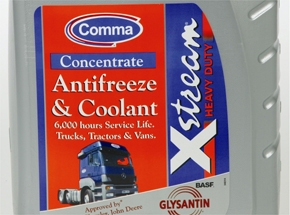 Comma
Concentrate
Antifreeze
& Coolant
6,000 hours Service Life.
Trucks, Tractors & Vans.
Xstream
HEAVY DUTY
Approved by
John Deere
BASF
GLYSANTIN